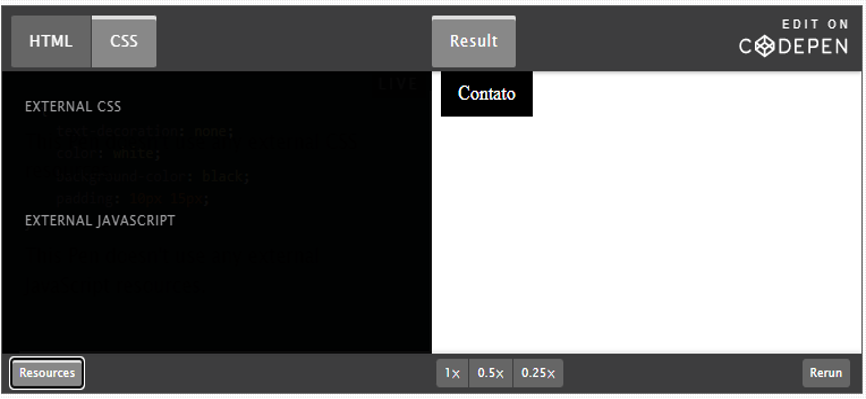 HTML CSS Result EDIT ON
CODEPEN
LIVE
Contato
EXTERNAL CSS
text-decoration: none;
color: white;
background-color: black;
padding: 10px 15px;
EXTERNAL JAVASCRIPT
Resources 1x 0.5x 0.25x Rerun